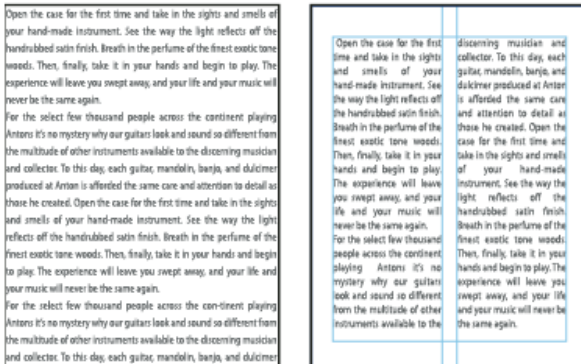 Open the case for the first time and take in the sights and smells of
your hand-made instrument. See the way the light reflects off the
handrubbed satin finish. Breath in the perfume of the finest exotic tone
woods. Then, finally, take it in your hands and begin to play. The
experience will leave you swept away, and your life and your music will
never be the same again.
For the select few thousand people across the continent playing
Antons it's no mystery why our guitars look and sound so different from
the multitude of other instruments available to the discerning musician
and collector. To this day, each guitar, mandolin, banjo, and dulcimer
produced at Anton is afforded the same care and attention to detail as
those he created. Open the case for the first time and take in the sights
and smells of your hand-made instrument. See the way the light
reflects off the handrubbed satin finish. Breath in the perfume of the
finest exotic tone woods. Then, finally, take it in your hands and begin
to play. The experience will leave you swept away, and your life and
your music will never be the same again.
For the select few thousand people across the con-tinent playing
Antons it's no mystery why our guitars look and sound so different from
the multitude of other instruments available to the discerning musician
and collector. To this day, each guitar, mandolin, banjo, and dulcimer
Open the case for the first
time and take in the sights
and smells of your
hand-made instrument. See
the way the light reflects off
the handrubbed satin finish.
Breath in the perfume of the
finest exotic tone woods.
Then, finally, take it in your
hands and begin to play.
The experience will leave
you swept away, and your
life and your music will
never be the same again.
For the select few thousand
people across the continent
playing Antons it's no
mystery why our guitars
look and sound so different
from the multitude of other
instruments available to the
discerning musician and
collector. To this day, each
guitar, mandolin, banjo, and
dulcimer produced at Anton
is afforded the same care
and attention to detail as
those he created. Open the
case for the first time and
take in the sights and smells
of your hand-made
instrument. See the way the
light reflects off the
handrubbed satin finish.
Breath in the perfume of the
finest exotic tone woods.
Then, finally, take it in your
hands and begin to play. The
experience will leave you
swept away, and your life
and your music will never be
the same again.